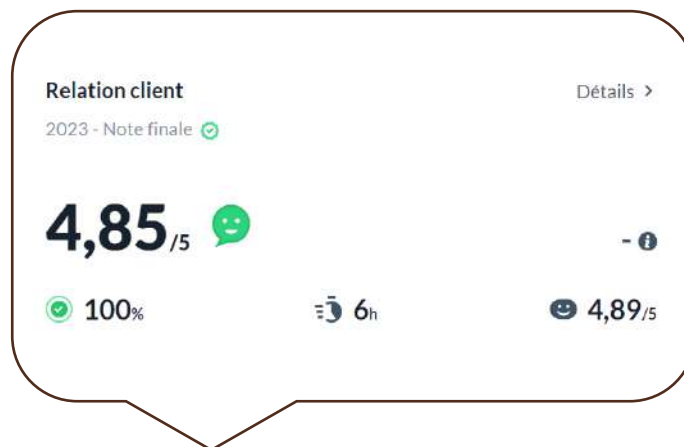 Relation client
Détails >
2023 - Note finale
4,85/5
-
100%
6h
4,89/5